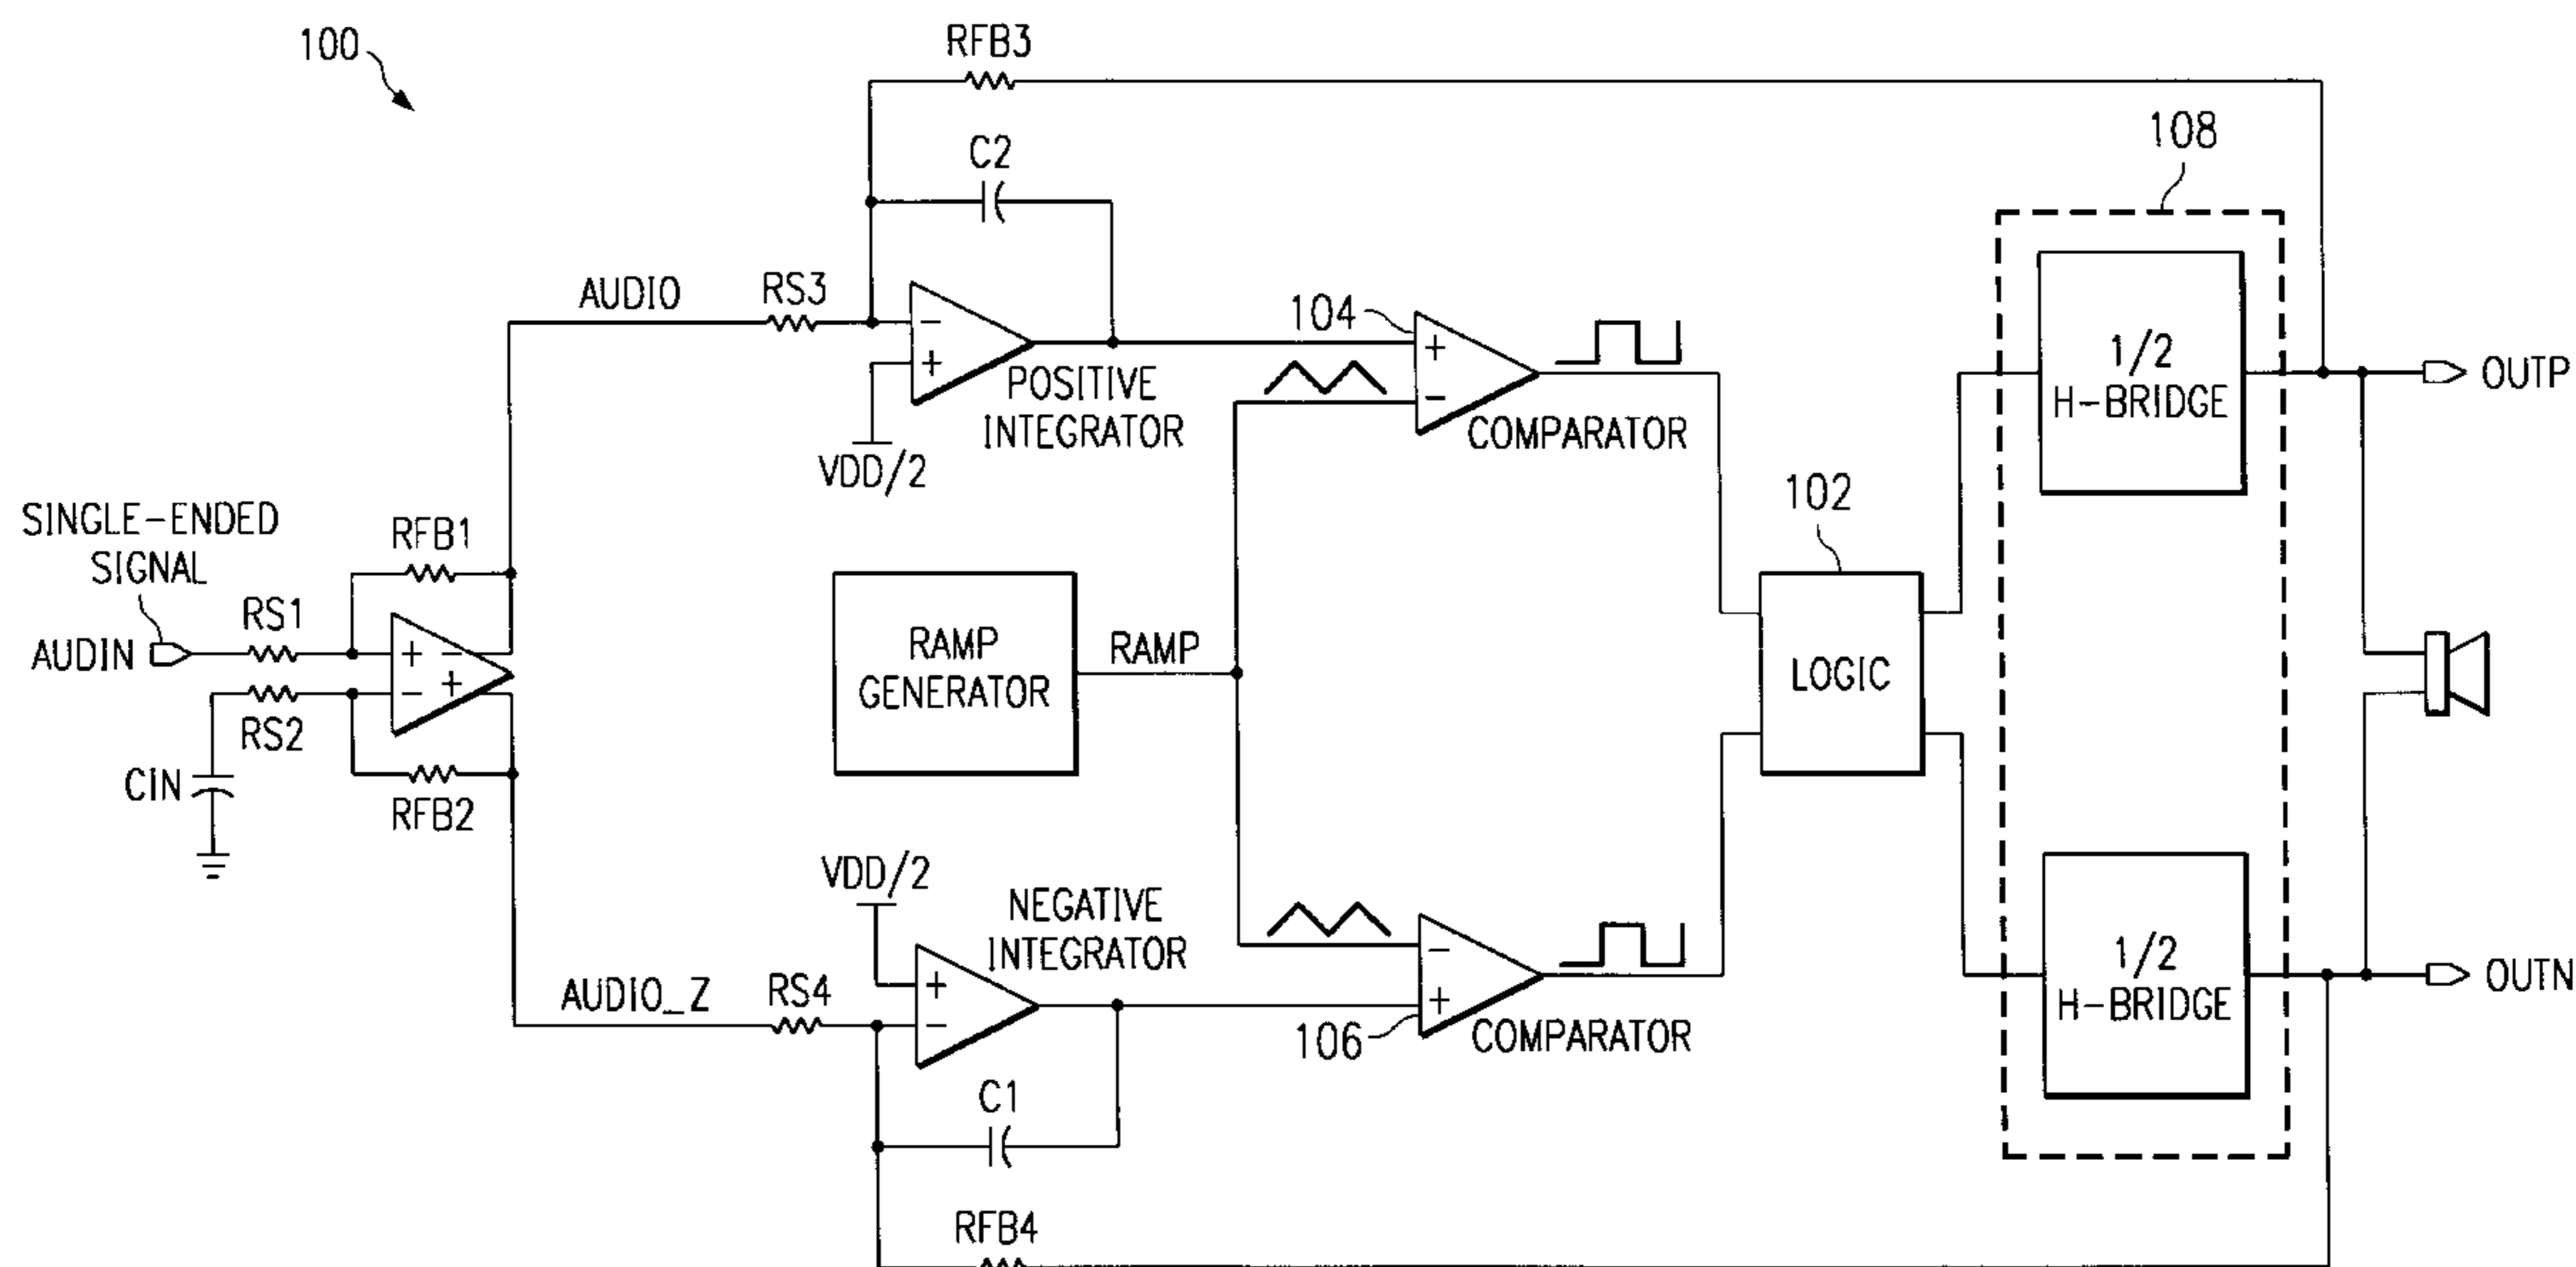 100
RFB3
C2
108
AUDIO
RS3
-
+
POSITIVE
INTEGRATOR
VDD/2
104
+
-
COMPARATOR
1/2
H-BRIDGE
OUTP
SINGLE-ENDED
SIGNAL
RFB1
RS1
AUDIN
+ -
- +
RS2
CIN
RFB2
RAMP
GENERATOR
RAMP
102
LOGIC
VDD/2
NEGATIVE
INTEGRATOR
AUDIO_Z
RS4
+
-
-
+
106
COMPARATOR
1/2
H-BRIDGE
OUTN
C1
RFB4